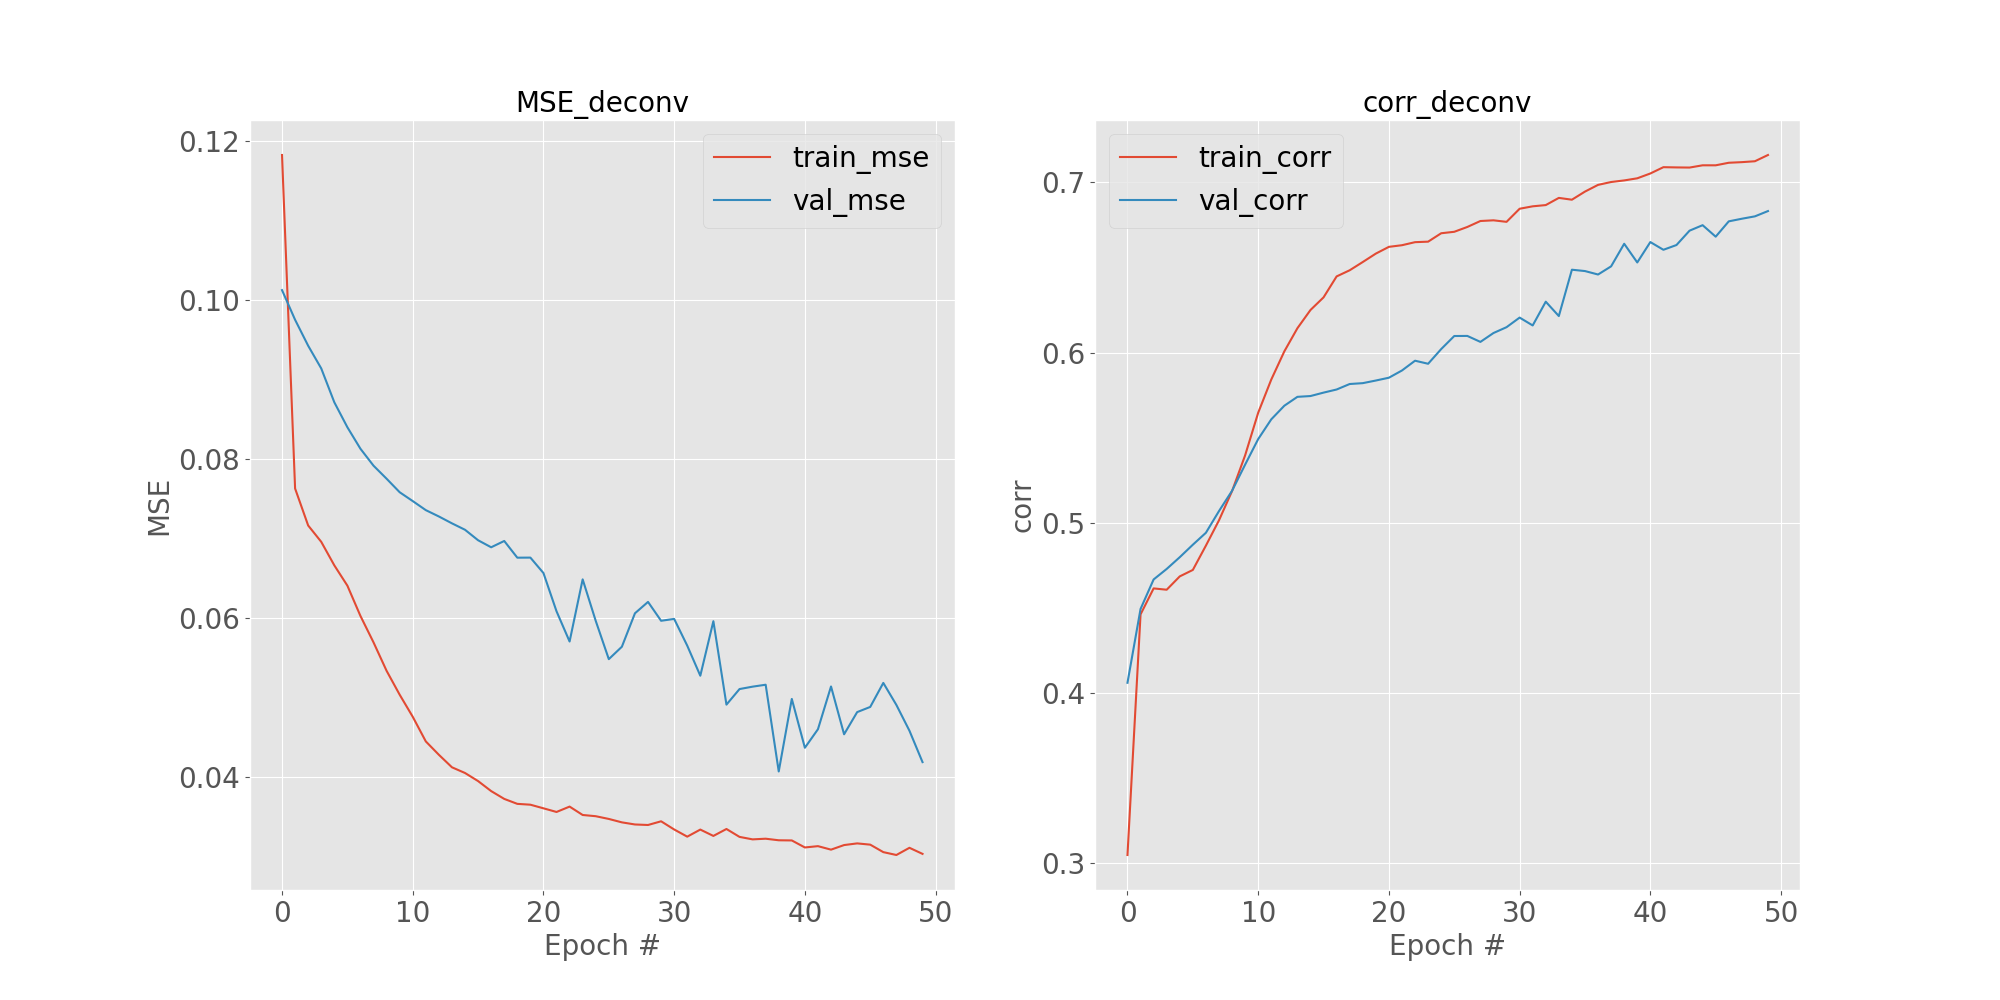 MSE_deconv
train_mse
val_mse
0.12
0.10
0.08
0.06
0.04
MSE
0 10 20 30 40 50
Epoch #
corr_deconv
train_corr
val_corr
0.7
0.6
0.5
0.4
0.3
corr
0 10 20 30 40 50
Epoch #